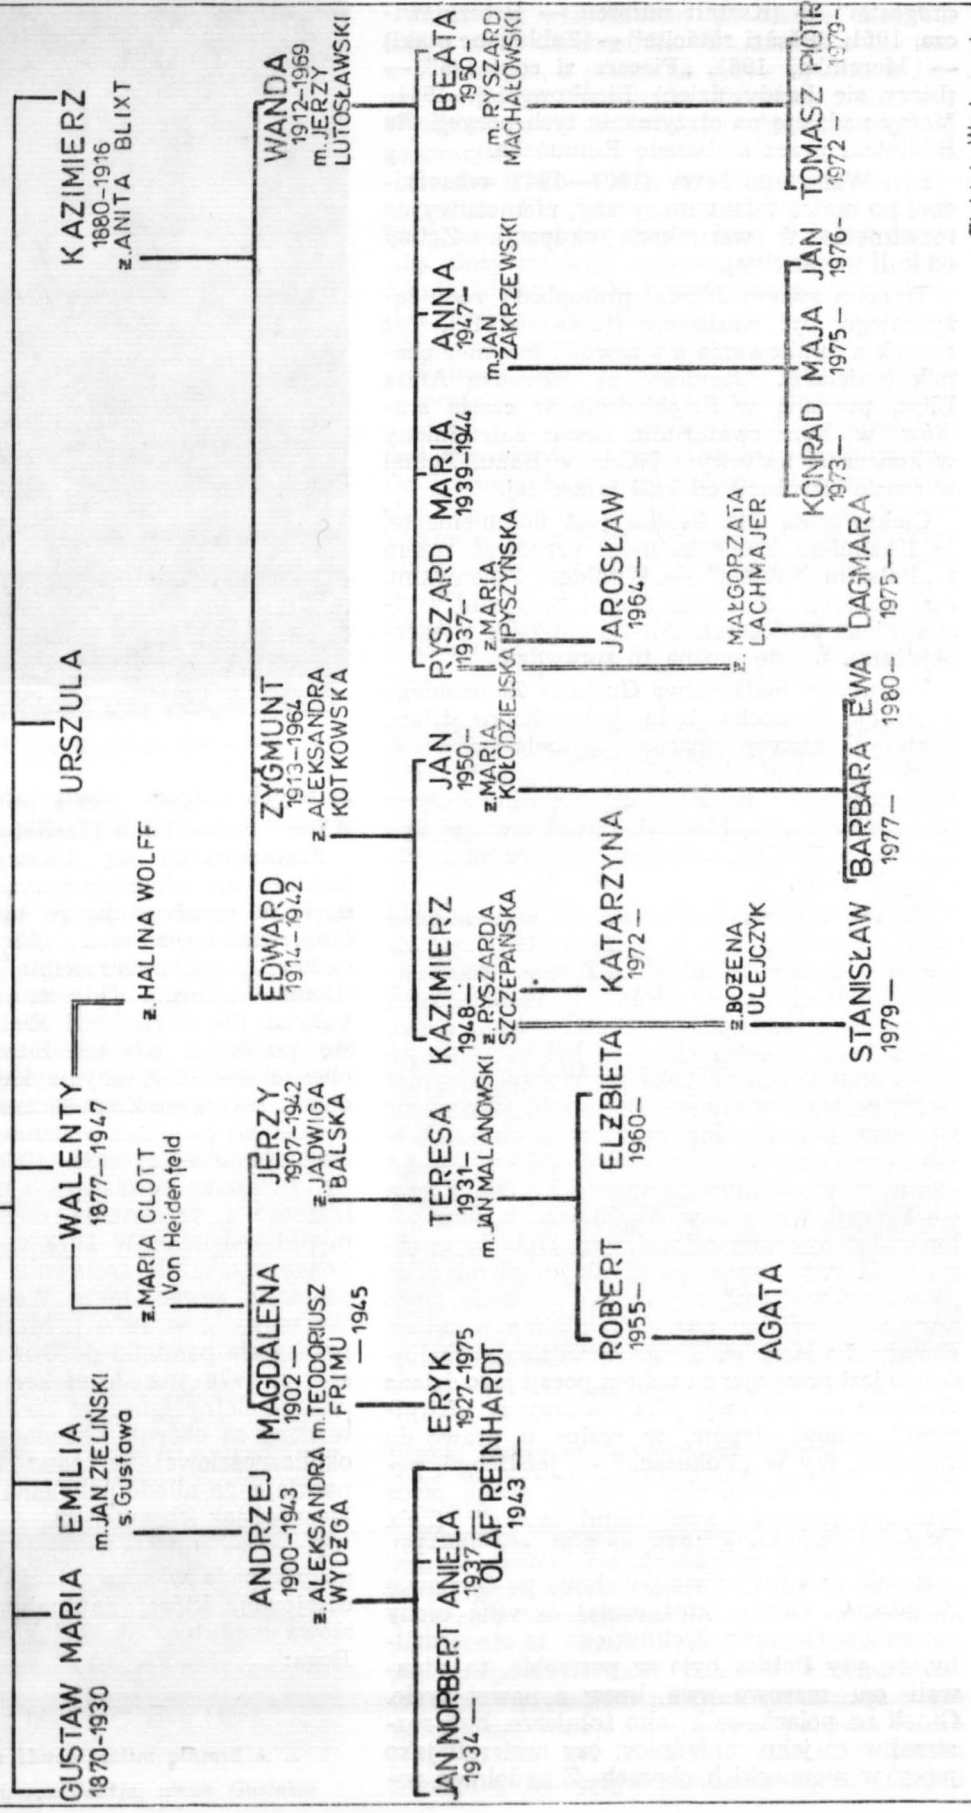 GUSTAW
1870-1930
MARIA
EMILIA
m. JAN ZIELIŃSKI
s. Gustawa
WALENTY
1877-1947
ż. MARIA CLOTT
Von Heidenfeld
ż. HALINA WOLFF
URSZULA
KAZIMIERZ
1880-1916
ż. ANITA BLIXT
ANDRZEJ
1900-1943
ż. ALEKSANDRA
WYDŻGA
MAGDALENA
1902 —
m. TEODORIUSZ
FRIMU
— 1945
JERZY
1907-1942
ż. JADWIGA
BALSKA
EDWARD
1914-1942
ZYGMUNT
1913-1964
ż. ALEKSANDRA
KOTKOWSKA
WANDA
1912-1969
m. JERZY
LUTOSŁAWSKI
JAN NORBERT
1934 —
ANIELA
1937 —
OLAF REINHARDT
1943
ERYK
1927-1975
TERESA
1931 —
m. JAN MALANOWSKI
KAZIMIERZ
1948 —
ż. RYSZARDA
SZCZEPAŃSKA
JAN
1950 —
ż. MARIA
KOŁODZIEJSKA
RYSZARD
1937 —
ż. MARIA
PYSZYŃSKA
MARIA
1939-1944
ANNA
1947 —
m. JAN
ZAKRZEWSKI
BEATA
1950 —
m. RYSZARD
MACHAŁOWSKI
ROBERT
1955 —
ELŻBIETA
1960 —
KATARZYNA
1972 —
ż. BOŻENA
ULEJCZYK
JAROSŁAW
1964 —
ż. MAŁGORZATA
LACHMAJER
KONRAD
1973 —
MAJA
1975 —
JAN
1976 —
TOMASZ
1972 —
PIOTR
1973 —
AGATA
STANISŁAW
1979 —
BARBARA
1977 —
EWA
1980 —
DAGMARA
1975 —